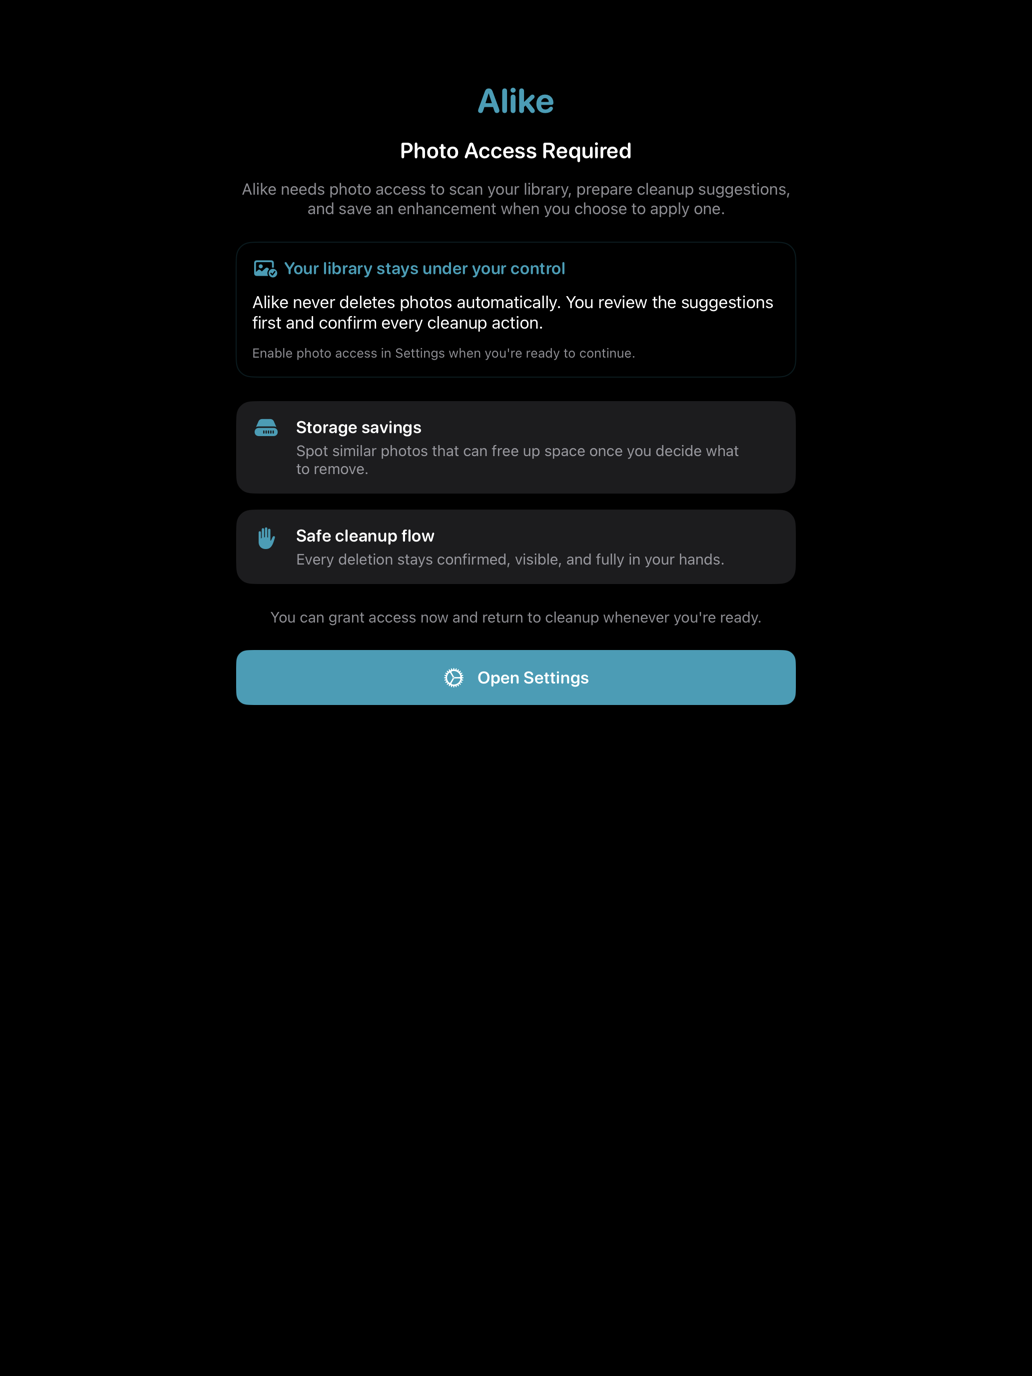 Alike
Photo Access Required
Alike needs photo access to scan your library, prepare cleanup suggestions,
and save an enhancement when you choose to apply one.
Your library stays under your control
Alike never deletes photos automatically. You review the suggestions
first and confirm every cleanup action.
Enable photo access in Settings when you're ready to continue.
Storage savings
Spot similar photos that can free up space once you decide what
to remove.
Safe cleanup flow
Every deletion stays confirmed, visible, and fully in your hands.
You can grant access now and return to cleanup whenever you're ready.
Open Settings